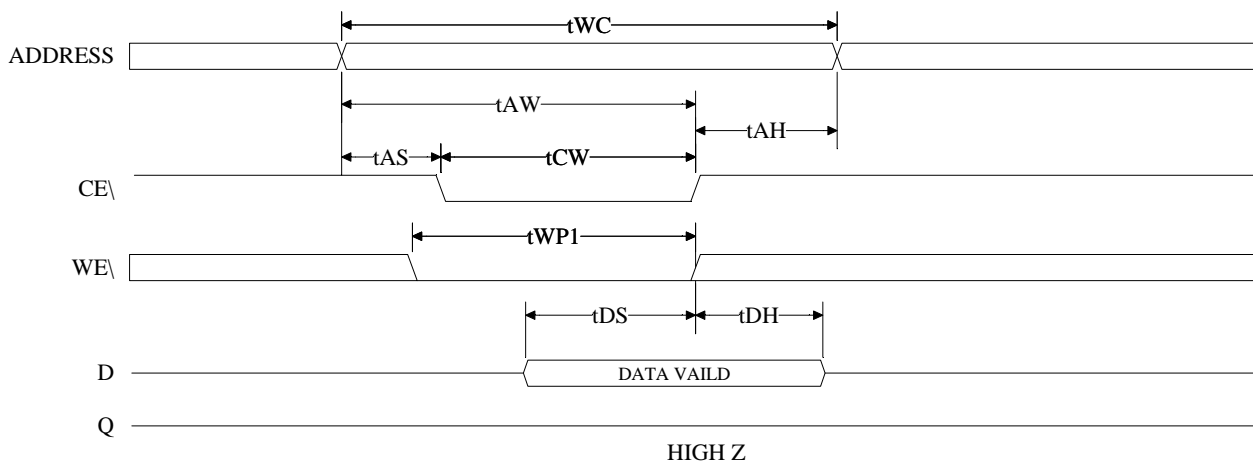 tWC
ADDRESS
tAW
tAH
tAS
tCW
CE\
tWP1
WE\
tDS
tDH
D
DATA VAILD
Q
HIGH Z